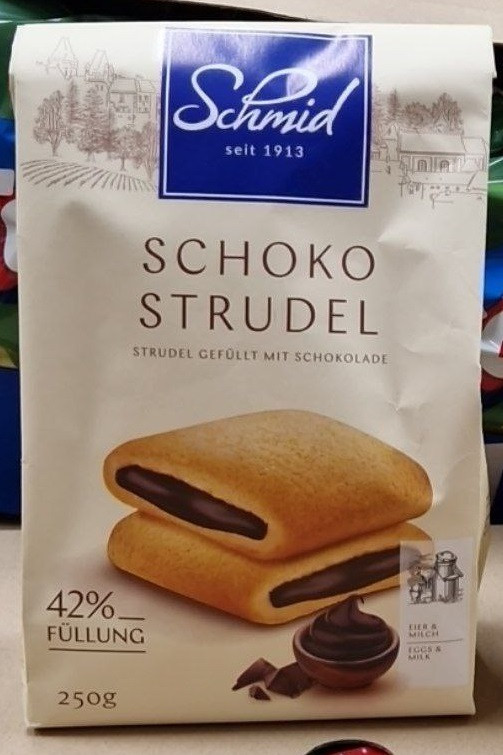 Schmid
seit 1913
SCHOKO
STRUDEL
STRUDEL GEFÜLLT MIT SCHOKOLADE
42%
FÜLLUNG
250g
EIER &
MILCH
EGGS &
MILK